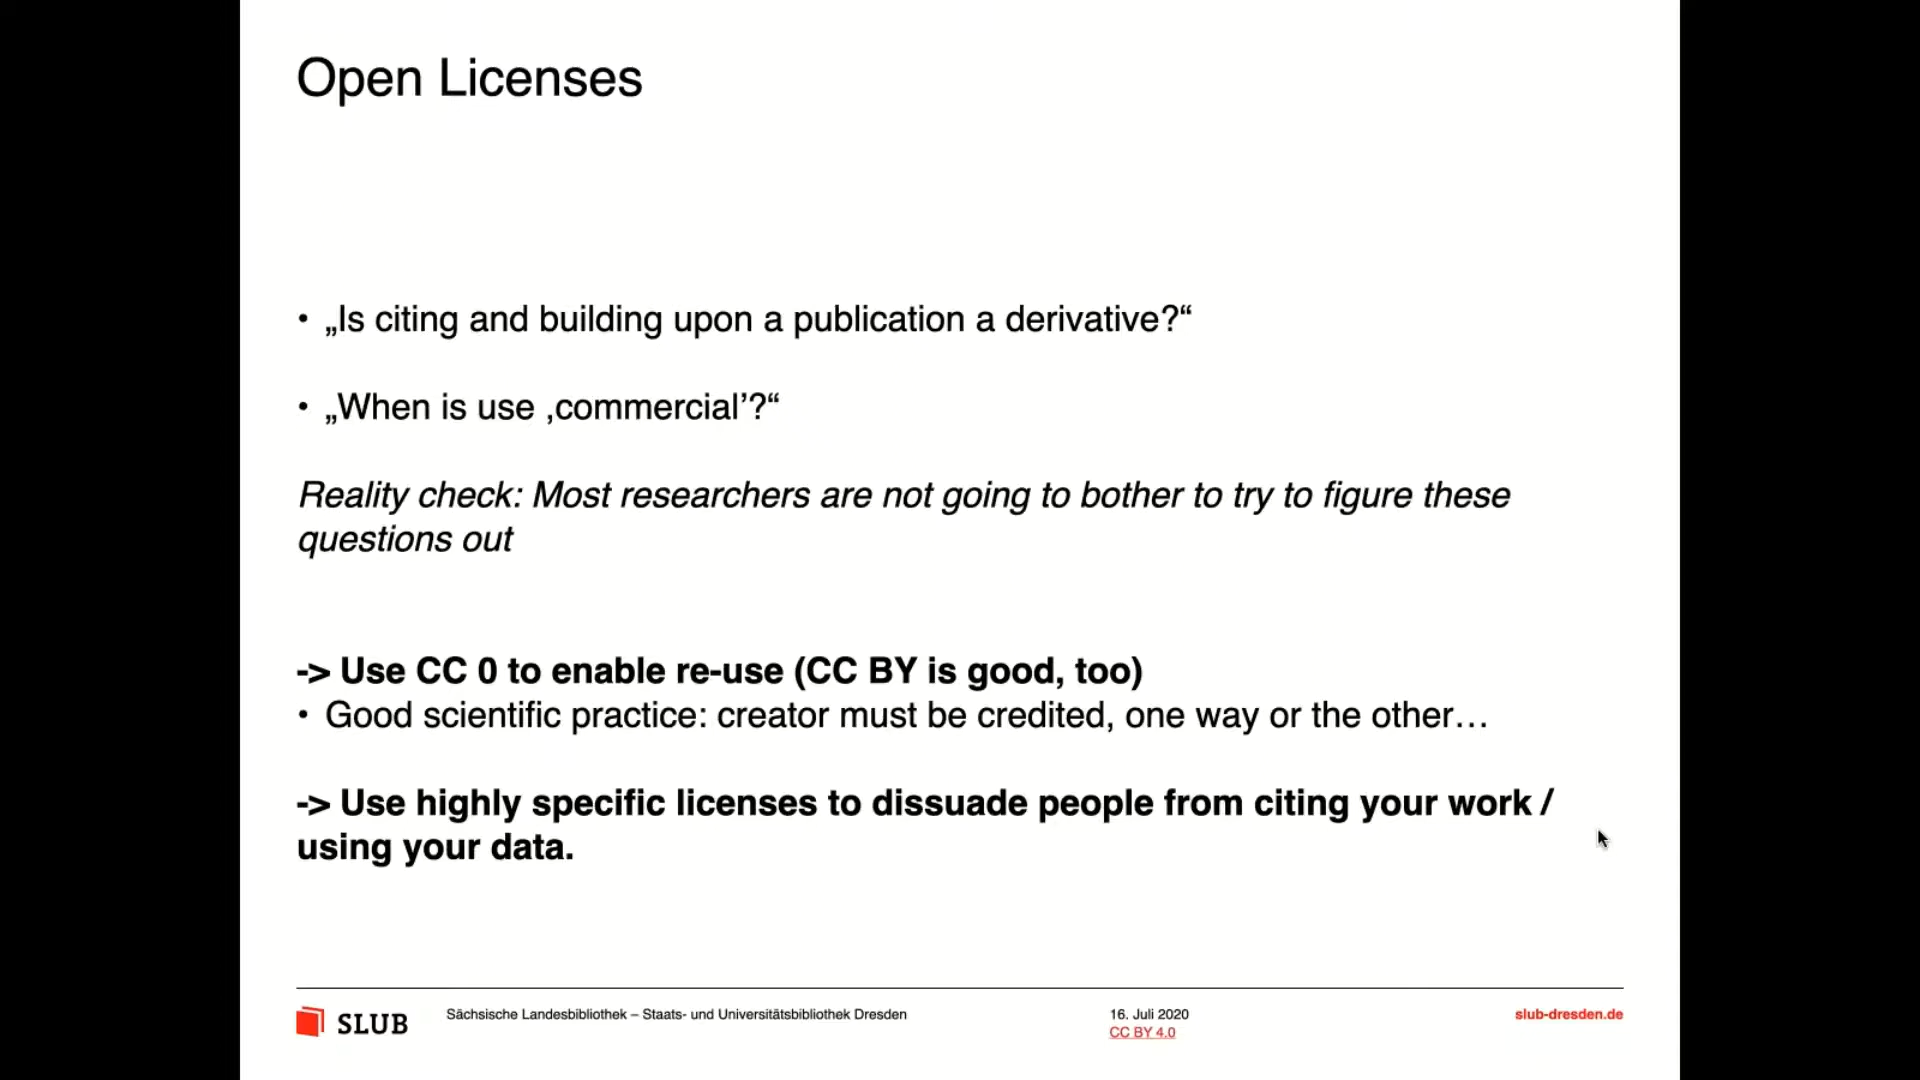 Open Licenses
• „Is citing and building upon a publication a derivative?“
• „When is use ‚commercial’?“
Reality check: Most researchers are not going to bother to try to figure these
questions out
-> Use CC 0 to enable re-use (CC BY is good, too)
• Good scientific practice: creator must be credited, one way or the other…
-> Use highly specific licenses to dissuade people from citing your work /
using your data.
SLUB
Sächsische Landesbibliothek – Staats- und Universitätsbibliothek Dresden
16. Juli 2020
CC BY 4.0
slub-dresden.de